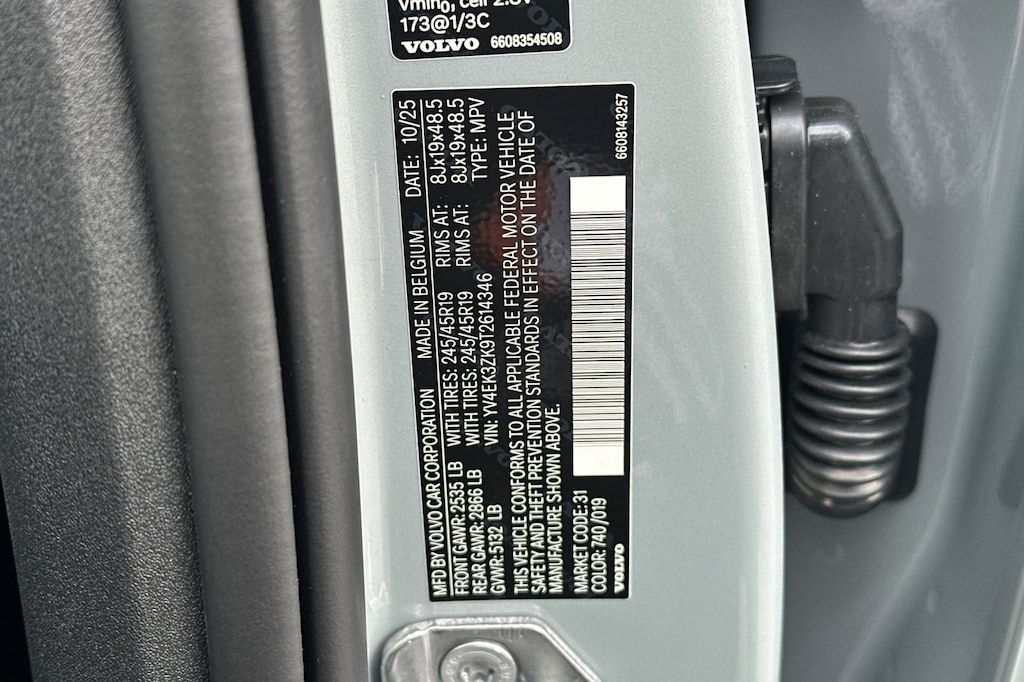 Vmin₀, cell 2.8V
173@1/3C
VOLVO 6608354508
MFD BY VOLVO CAR CORPORATION MADE IN BELGIUM DATE: 10/25
FRONT GAWR: 2535 LB WITH TIRES: 245/45R19 RIMS AT: 8Jx19x48.5
REAR GAWR: 2866 LB WITH TIRES: 245/45R19 RIMS AT: 8Jx19x48.5
GVWR: 5132 LB VIN: YV4EK3ZK9T2614346 TYPE: MPV
THIS VEHICLE CONFORMS TO ALL APPLICABLE FEDERAL MOTOR VEHICLE
SAFETY AND THEFT PREVENTION STANDARDS IN EFFECT ON THE DATE OF
MANUFACTURE SHOWN ABOVE.
MARKET CODE:31
COLOR: 740/019
VOLVO 6608143257